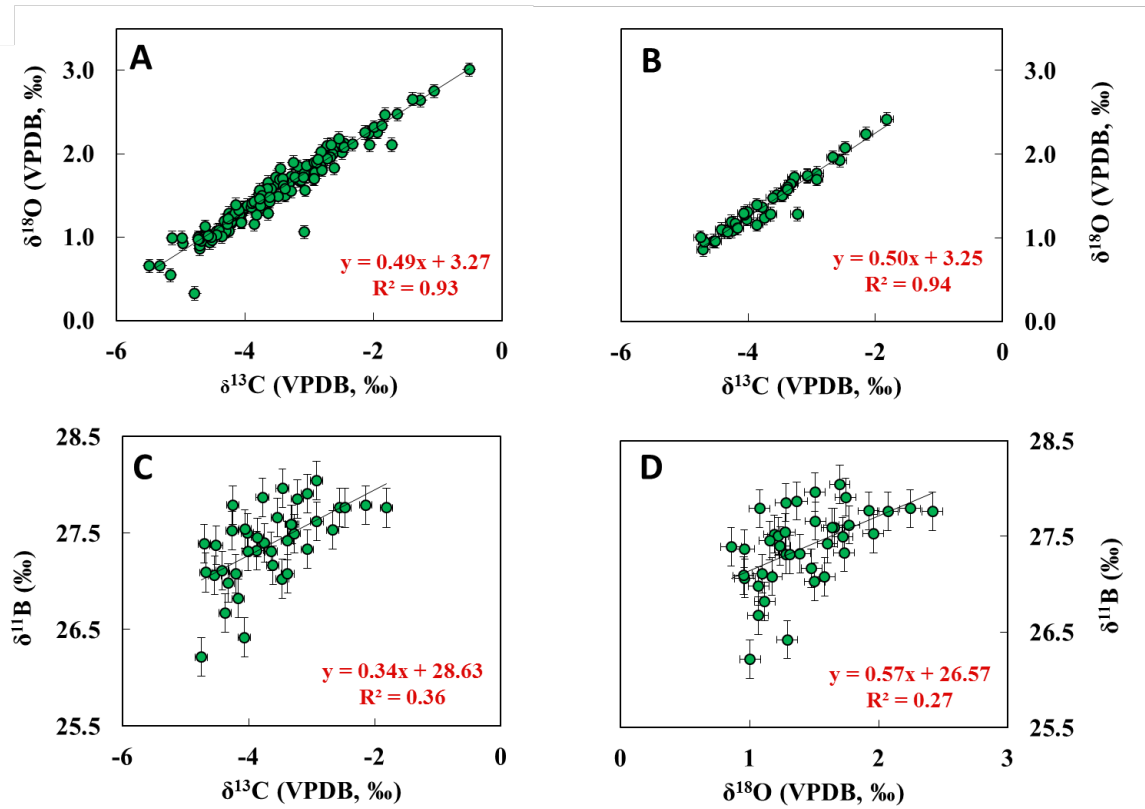 A
δ¹⁸O (VPDB, ‰)
3.0
2.0
1.0
0.0
-6
-4
-2
0
δ¹³C (VPDB, ‰)
y = 0.49x + 3.27
R² = 0.93
B
3.0
2.0
1.0
0.0
δ¹⁸O (VPDB, ‰)
-6
-4
-2
0
δ¹³C (VPDB, ‰)
y = 0.50x + 3.25
R² = 0.94
C
δ¹¹B (‰)
28.5
27.5
26.5
25.5
-6
-4
-2
0
δ¹³C (VPDB, ‰)
y = 0.34x + 28.63
R² = 0.36
D
28.5
27.5
26.5
25.5
δ¹¹B (‰)
0
1
2
3
δ¹⁸O (VPDB, ‰)
y = 0.57x + 26.57
R² = 0.27